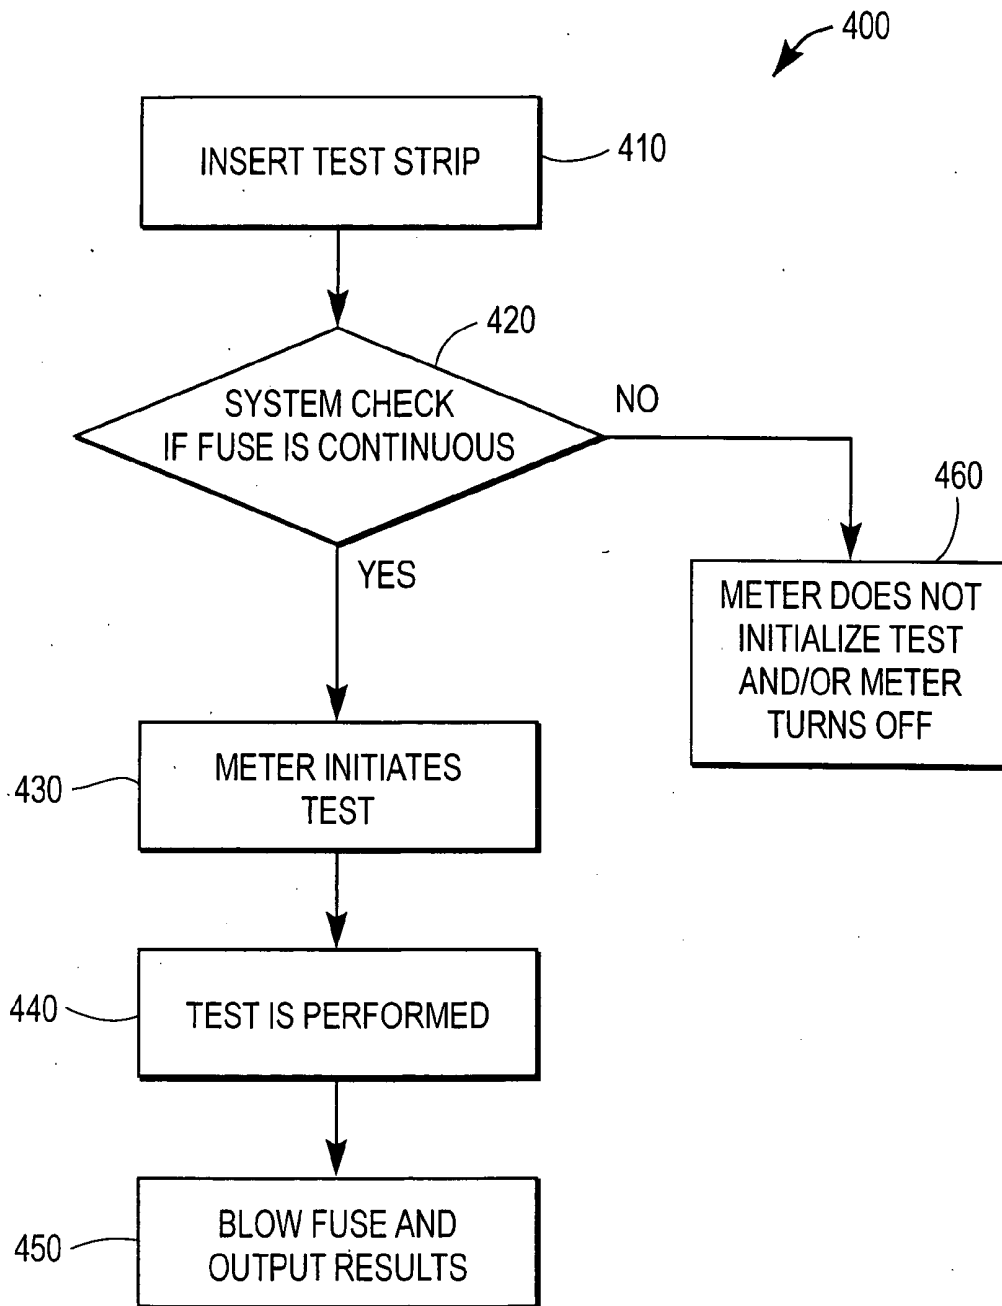 400
INSERT TEST STRIP
410
420
SYSTEM CHECK
IF FUSE IS CONTINUOUS
NO
YES
460
METER DOES NOT
INITIALIZE TEST
AND/OR METER
TURNS OFF
METER INITIATES
TEST
430
TEST IS PERFORMED
440
BLOW FUSE AND
OUTPUT RESULTS
450